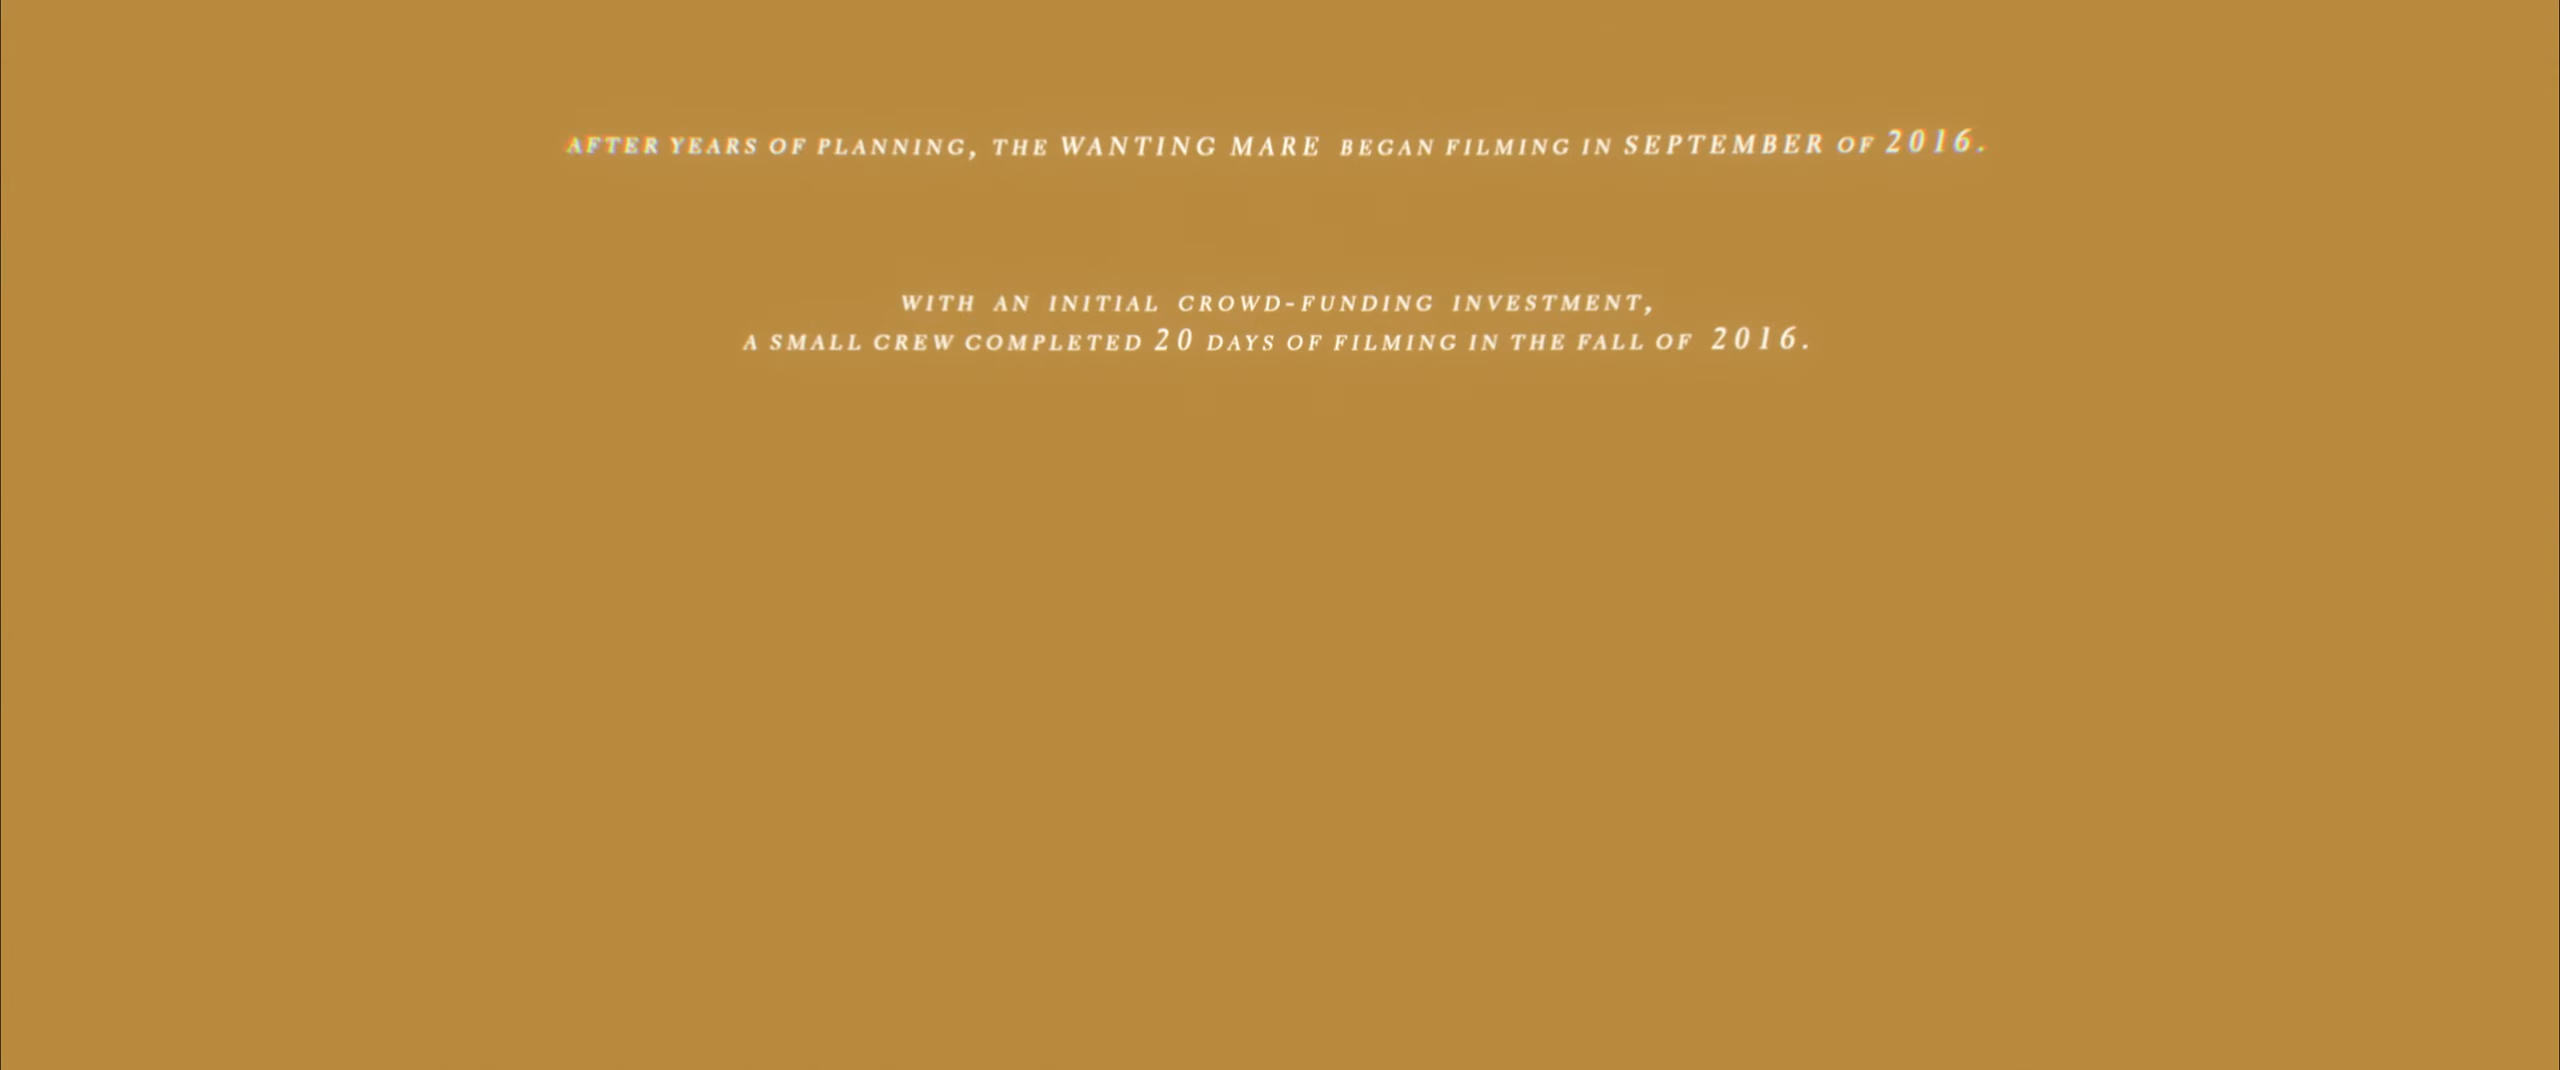 AFTER YEARS OF PLANNING, THE WANTING MARE BEGAN FILMING IN SEPTEMBER OF 2016.
WITH AN INITIAL CROWD-FUNDING INVESTMENT,
A SMALL CREW COMPLETED 20 DAYS OF FILMING IN THE FALL OF 2016.